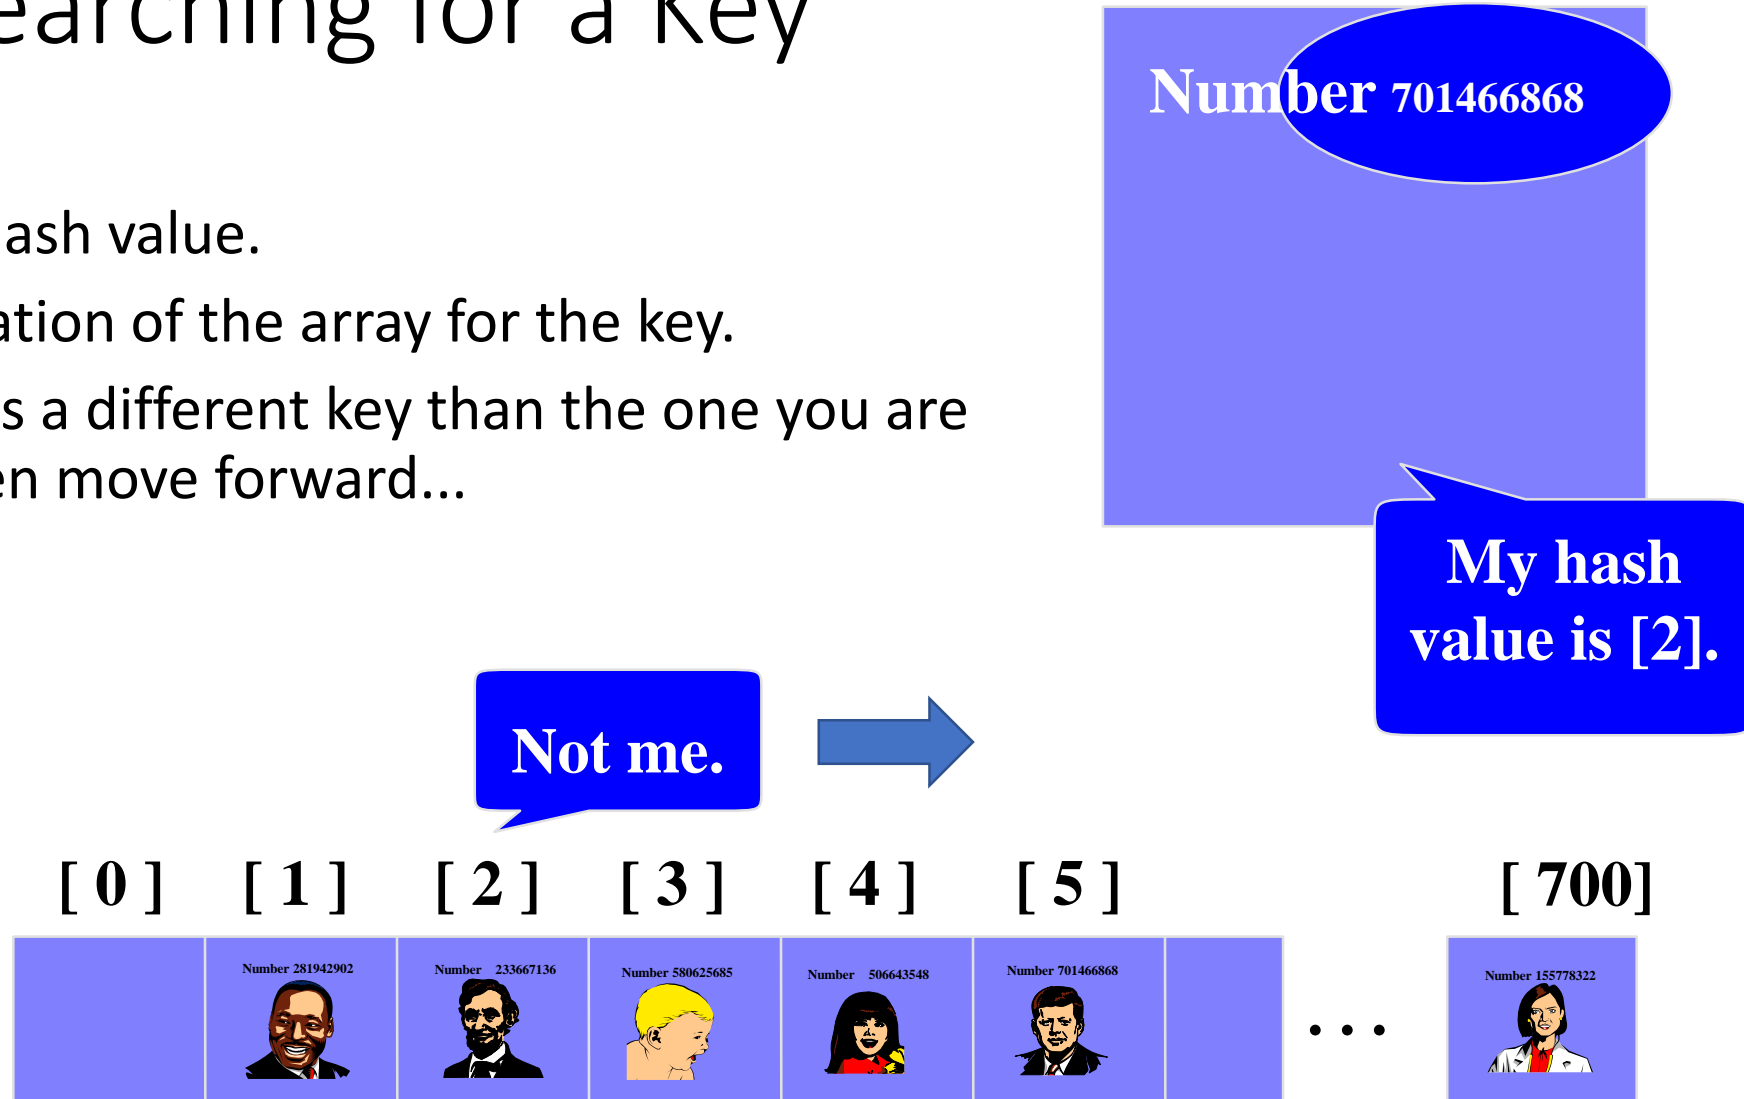 earching for a Key
ash value.
ation of the array for the key.
s a different key than the one you are
en move forward...
Number 701466868
My hash
value is [2].
Not me.
[ 0 ] [ 1 ] [ 2 ] [ 3 ] [ 4 ] [ 5 ] [ 700]
Number 281942902 Number 233667136 Number 580625685 Number 506643548 Number 701466868 . . . Number 155778322